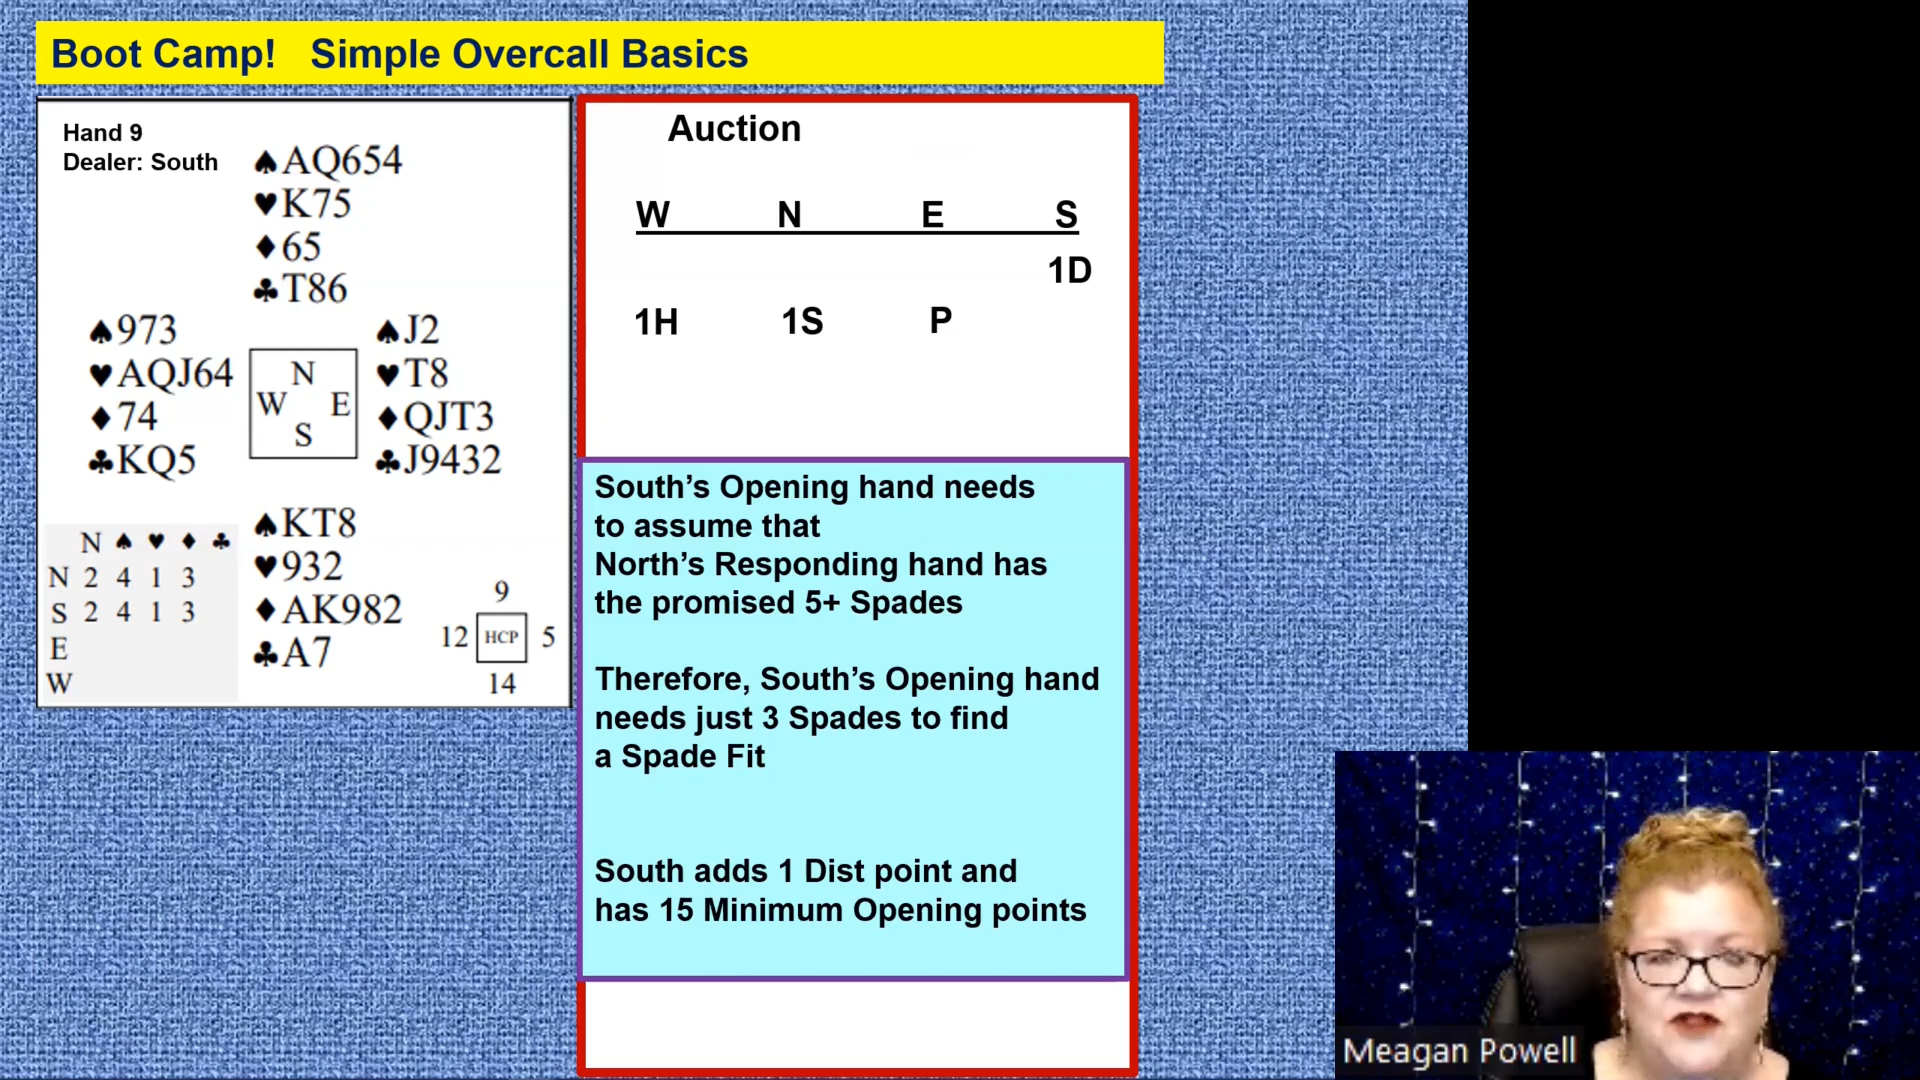 Boot Camp!   Simple Overcall Basics
Hand 9
Dealer: South
♠AQ654
♥K75
♦65
♣T86
♠973
♥AQJ64
♦74
♣KQ5
N
W E
S
♠J2
♥T8
♦QJT3
♣J9432
♠KT8
♥932
♦AK982
♣A7
N ♠ ♥ ♦ ♣
N 2 4 1 3
S 2 4 1 3
E
W
9
12 HCP 5
14
Auction
W N E S
1D
1H 1S P
South’s Opening hand needs
to assume that
North’s Responding hand has
the promised 5+ Spades
Therefore, South’s Opening hand
needs just 3 Spades to find
a Spade Fit
South adds 1 Dist point and
has 15 Minimum Opening points
Meagan Powell